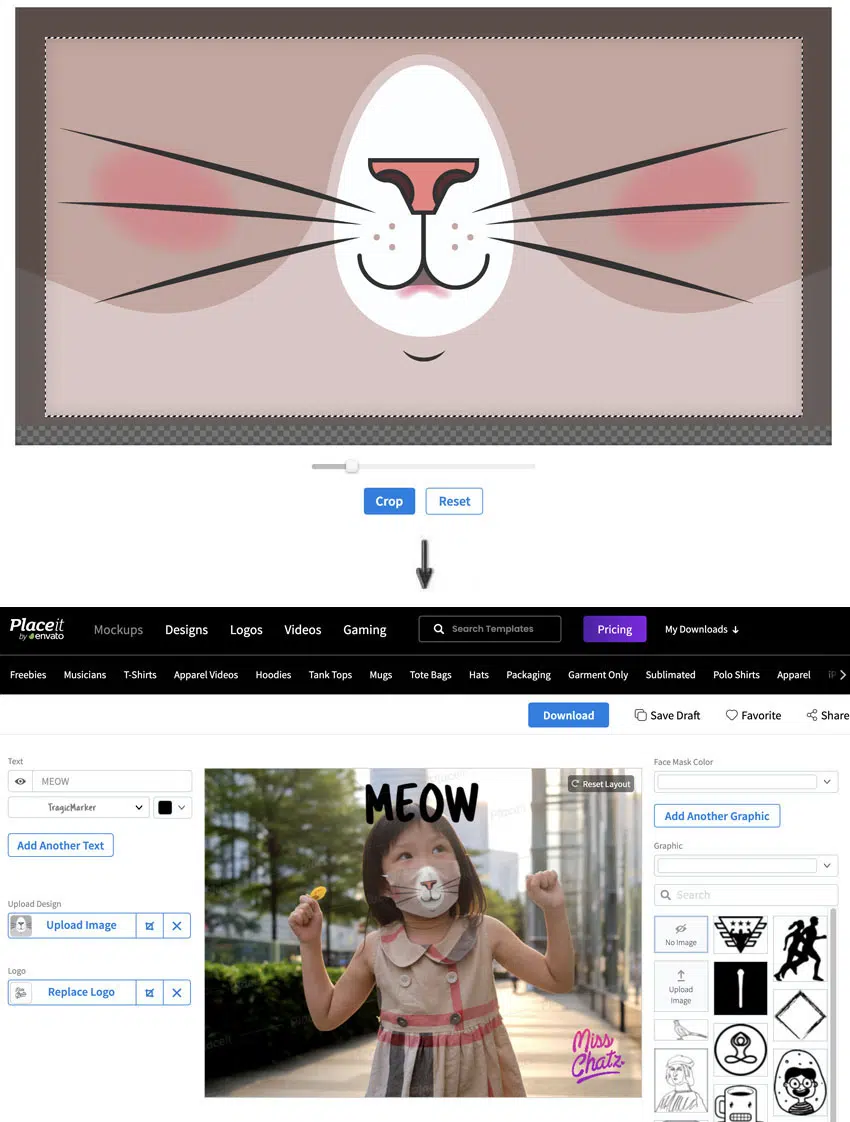 Crop
Reset
Placeit
by envato
Mockups
Designs
Logos
Videos
Gaming
Search Templates
Pricing
My Downloads
Freebies
Musicians
T-Shirts
Apparel Videos
Hoodies
Tank Tops
Mugs
Tote Bags
Hats
Packaging
Garment Only
Sublimated
Polo Shirts
Apparel
Download
Save Draft
Favorite
Share
Text
MEOW
TragicMarker
Add Another Text
Upload Design
Upload Image
Logo
Replace Logo
Reset Layout
MEOW
Miss
Chatz
Face Mask Color
Add Another Graphic
Graphic
Search
No Image
Upload
Image